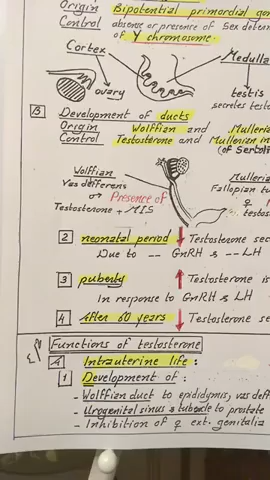 Origin Bipotential primordial gon
Control absence or presence of Sex deter
of Y chromosome.
Cortex Medulla
ovary testis
secretes testo
B Development of ducts
Origin Wolffian and Mulleri
Control Testosterone and Mullerian in
(of Sertoli
Wolffian Mulleria
Vas deferens Fallopian tu
♂ Presence of
Testosterone + MIS testos
2 neonatal period ↓ Testosterone sec
Due to -- GnRH & -- LH
3 puberty ↑ Testosterone is
In response to GnRH & LH
4 After 60 years ↓ Testosterone se
Functions of testosterone
A Intrauterine life:
1 Development of:
- Wolffian duct to epididymis, vas deff
- Urogenital sinus & tubercle to prostate
- Inhibition of ♀ ext. genitalia